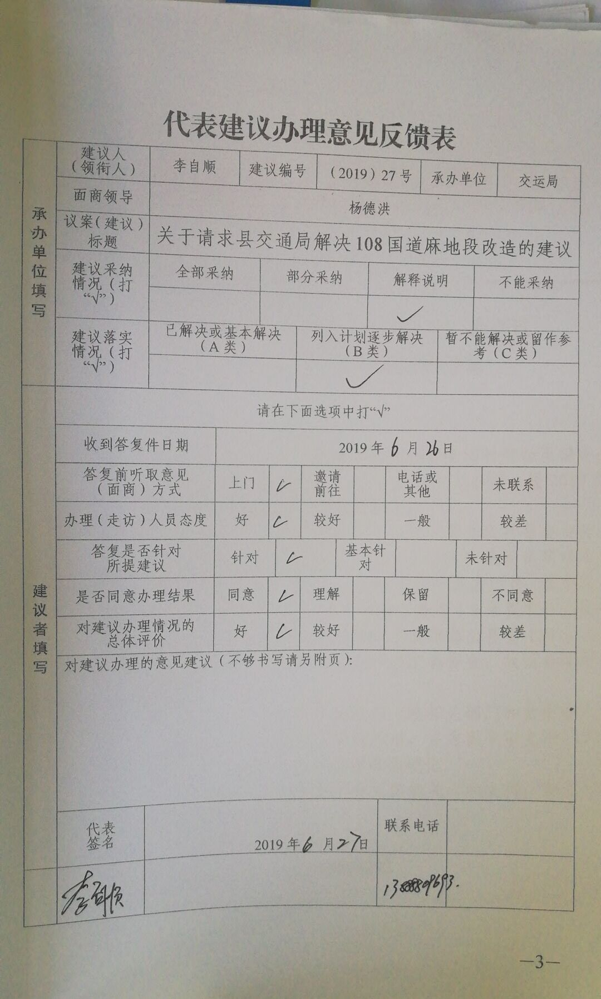 代表建议办理意见反馈表
承办单位填写
建议人
（领衔人）
李自顺
建议编号
（2019）27号
承办单位
交运局
面商领导
杨德洪
议案（建议）
标题
关于请求县交通局解决108国道麻地段改造的建议
建议采纳
情况（打
“√”）
全部采纳
部分采纳
解释说明
不能采纳
✓
建议落实
情况（打
“√”）
已解决或基本解决
（A类）
列入计划逐步解决
（B类）
暂不能解决或留作参
考（C类）
✓
建议者填写
请在下面选项中打“√”
收到答复件日期
2019年6月26日
答复前听取意见
（面商）方式
上门
✓
邀请
前往
电话或
其他
未联系
办理（走访）人员态度
好
✓
较好
一般
较差
答复是否针对
所提建议
针对
✓
基本针
对
未针对
是否同意办理结果
同意
✓
理解
保留
不同意
对建议办理情况的
总体评价
好
✓
较好
一般
较差
对建议办理的意见建议（不够书写请另附页）：
代表
签名
2019年6月27日
联系电话
李自顺
—3—